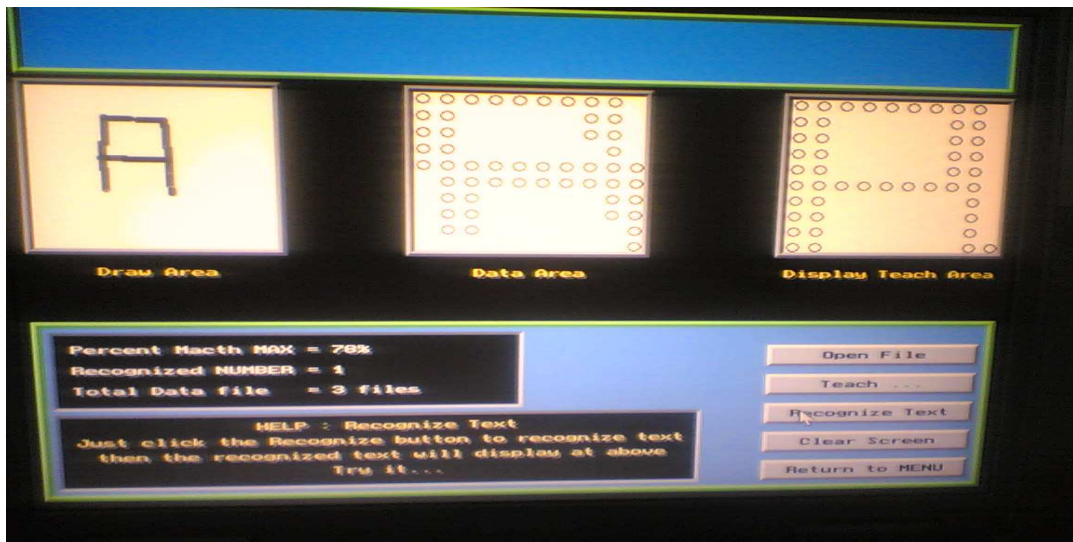 A
Draw Area
Data Area
Display Teach Area
Percent Macth MAX = 78%
Recognized NUMBER = 1
Total Data file = 3 files
HELP : Recognize Text
Just click the Recognize button to recognize text
then the recognized text will display at above
Try it...
Open File
Teach ...
Recognize Text
Clear Screen
Return to MENU